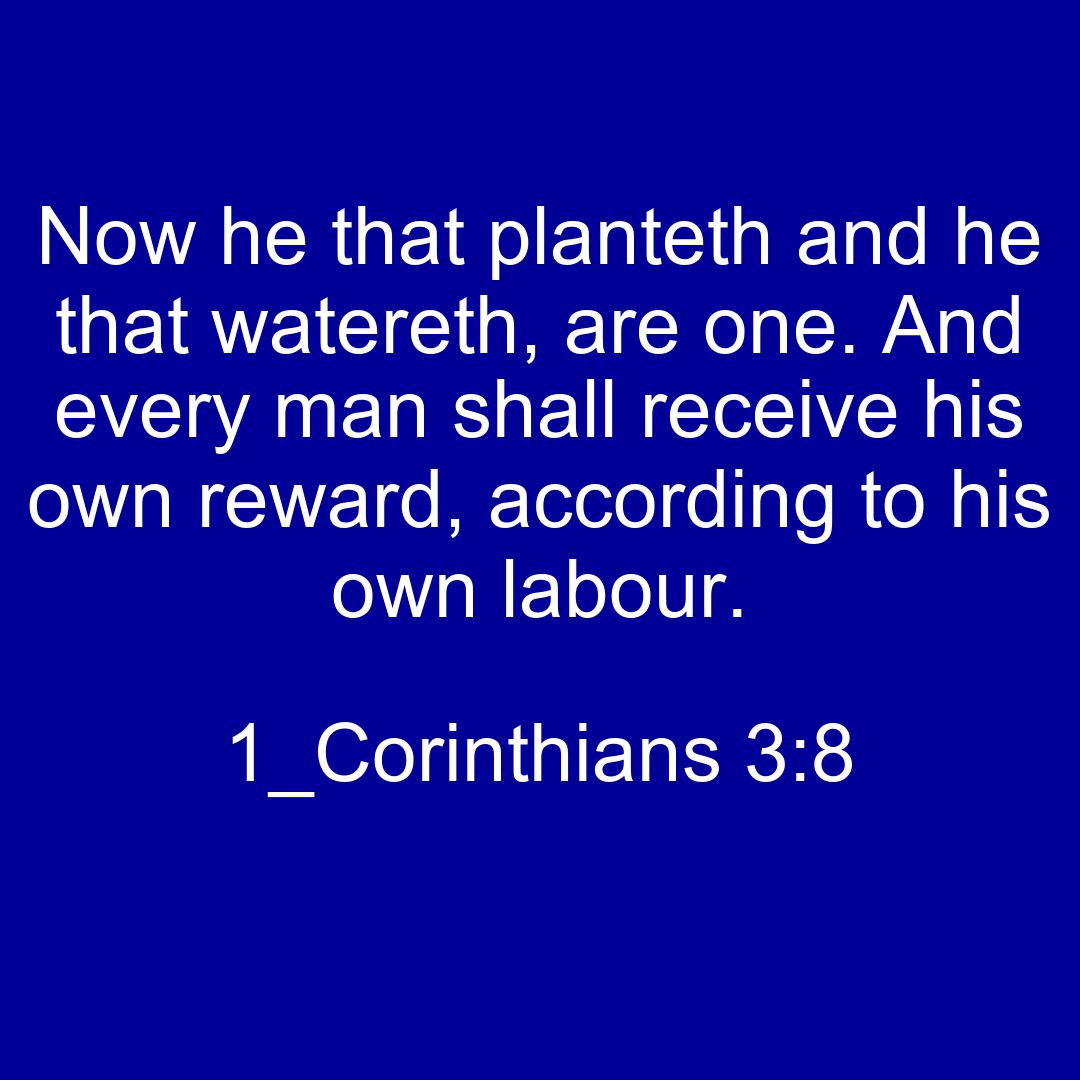 Now he that planteth and he
that watereth, are one. And
every man shall receive his
own reward, according to his
own labour.
1_Corinthians 3:8